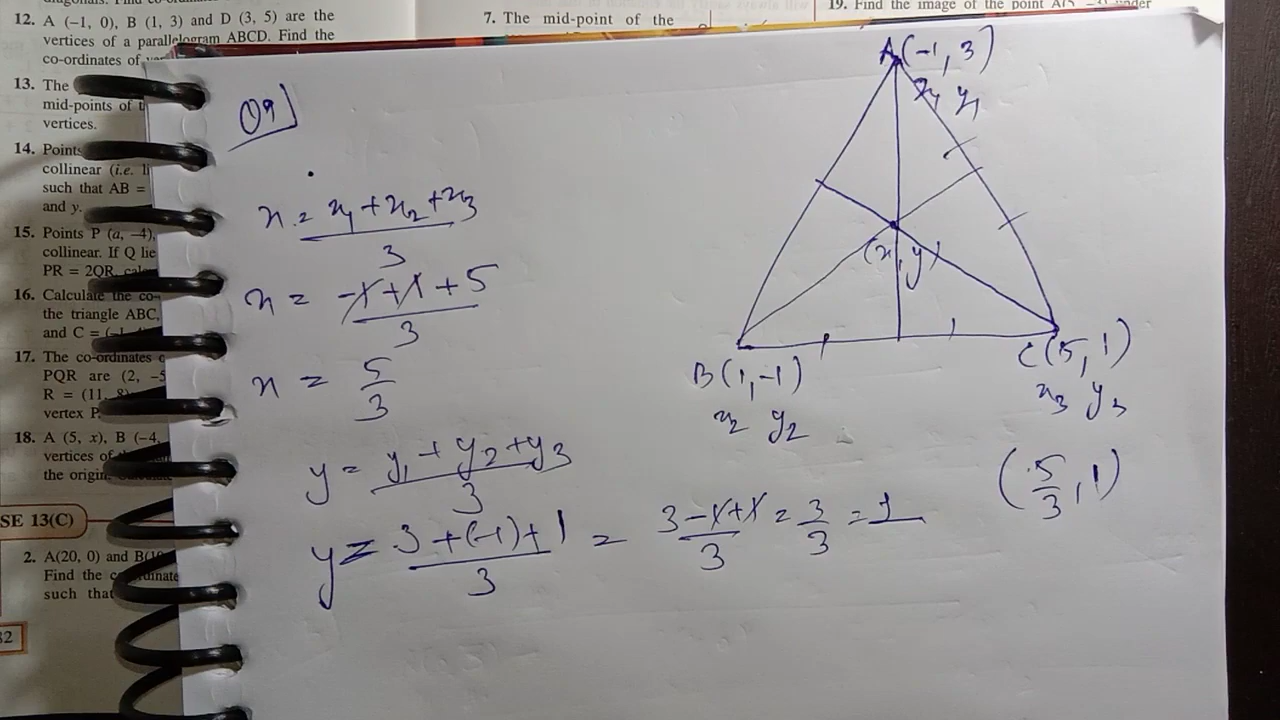 12. A (–1, 0), B (1, 3) and D (3, 5) are the
vertices of a parallelogram ABCD. Find the
co-ordinates of
13. The
mid-points of
vertices.
14. Points
collinear (i.e.
such that AB =
and y.
15. Points P (a, –4),
collinear. If Q lie
PR = 2QR,
16. Calculate the co-
the triangle ABC,
and C =
17. The co-ordinates
PQR are (2, –5
R = (11, 8)
vertex P.
18. A (5, x), B (–4,
vertices of
the origin.
SE 13(C)
2. A(20, 0) and
Find the
such that
32
7. The mid-point of the
19. Find the image of the point
Q9]
x = x₁ + x₂ + x₃ / 3
x = -1 + 1 + 5 / 3
x = 5/3
y = y₁ + y₂ + y₃ / 3
y = 3 + (-1) + 1 / 3 = 3 - 1 + 1 / 3 = 3/3 = 1
A (-1, 3)
x₁ y₁
(x, y)
B (1, -1)
x₂ y₂
C (5, 1)
x₃ y₃
(5/3, 1)